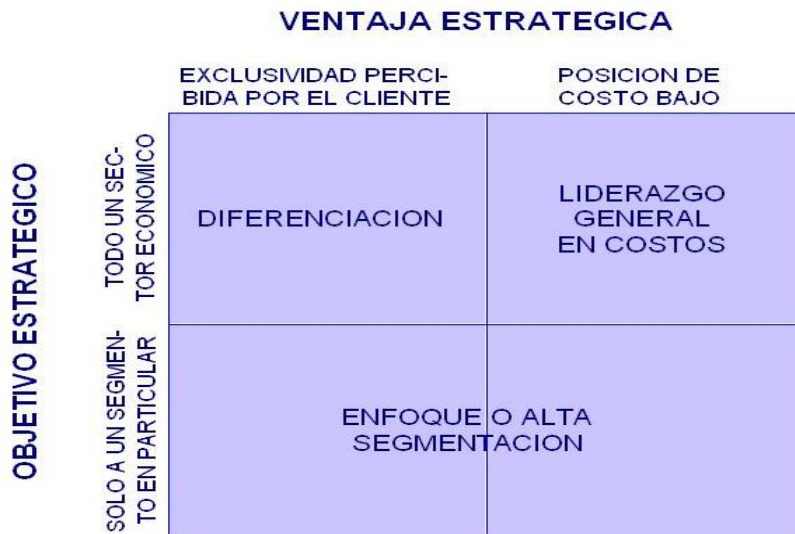 VENTAJA ESTRATEGICA
EXCLUSIVIDAD PERCI-
BIDA POR EL CLIENTE
POSICION DE
COSTO BAJO
OBJETIVO ESTRATEGICO
TODO UN SEC-
TOR ECONOMICO
DIFERENCIACION
LIDERAZGO
GENERAL
EN COSTOS
SOLO A UN SEGMEN-
TO EN PARTICULAR
ENFOQUE O ALTA
SEGMENTACION